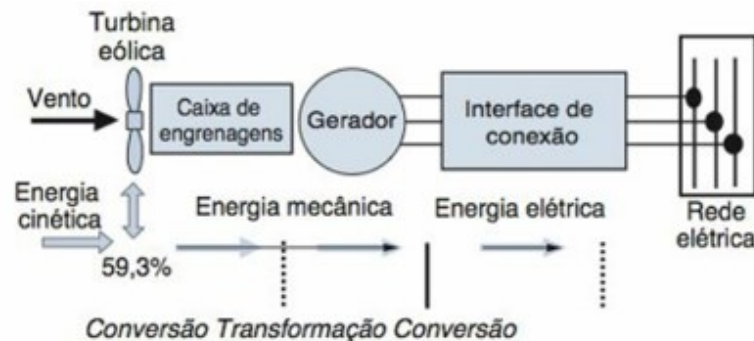 Turbina
eólica
Vento
Caixa de
engrenagens
Gerador
Interface de
conexão
Rede
elétrica
Energia
cinética
59,3%
Energia mecânica
Energia elétrica
Conversão Transformação Conversão